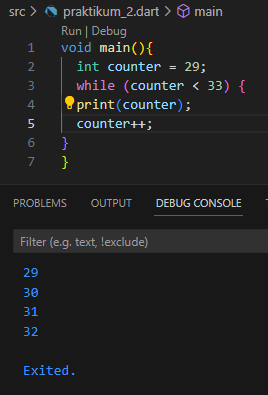 src > praktikum_2.dart > main
Run | Debug
1 void main(){
2   int counter = 29;
3   while (counter < 33) {
4   print(counter);
5   counter++;
6 }
7 }
PROBLEMS OUTPUT DEBUG CONSOLE TERMINAL
Filter (e.g. text, !exclude)
29
30
31
32
Exited.